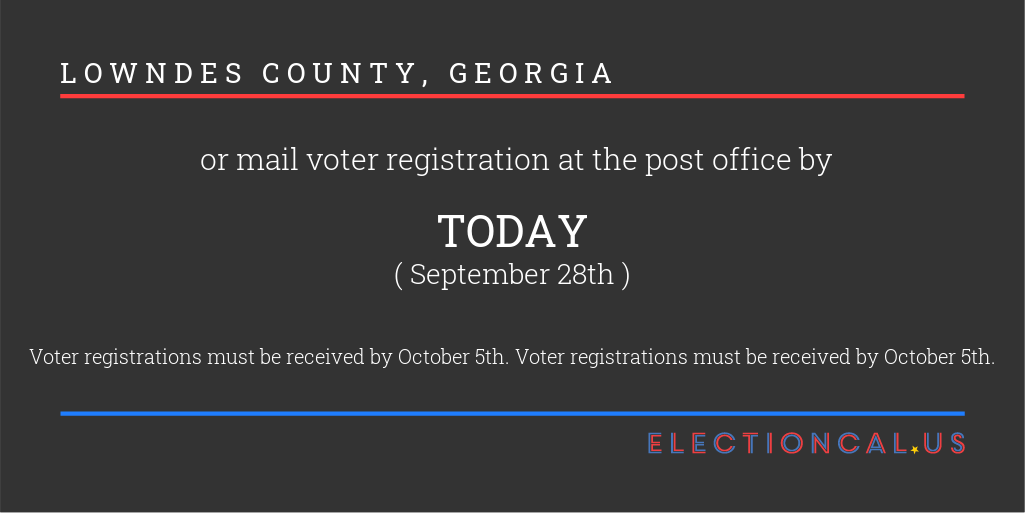 LOWNDES COUNTY, GEORGIA
or mail voter registration at the post office by
TODAY
( September 28th )
Voter registrations must be received by October 5th. Voter registrations must be received by October 5th.
ELECTIONCAL.US